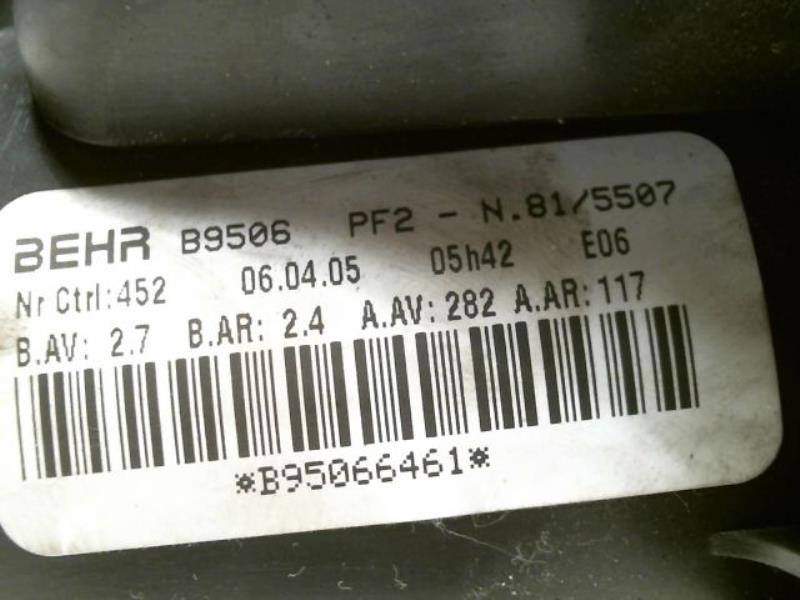 BEHR B9506 PF2 - N.81/5507
Nr Ctrl:452 06.04.05 05h42 E06
B.AV: 2.7 B.AR: 2.4 A.AV: 282 A.AR: 117
*B95066461*